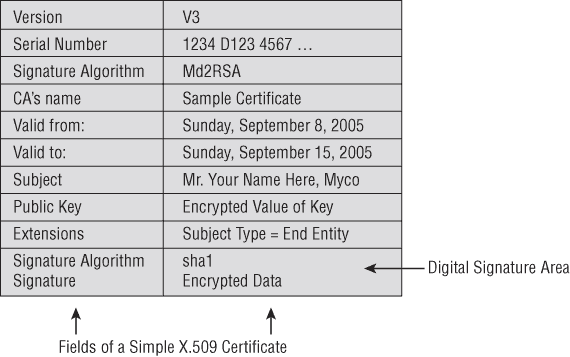 Version V3
Serial Number 1234 D123 4567 …
Signature Algorithm Md2RSA
CA's name Sample Certificate
Valid from: Sunday, September 8, 2005
Valid to: Sunday, September 15, 2005
Subject Mr. Your Name Here, Myco
Public Key Encrypted Value of Key
Extensions Subject Type = End Entity
Signature Algorithm sha1
Signature Encrypted Data
Digital Signature Area
Fields of a Simple X.509 Certificate